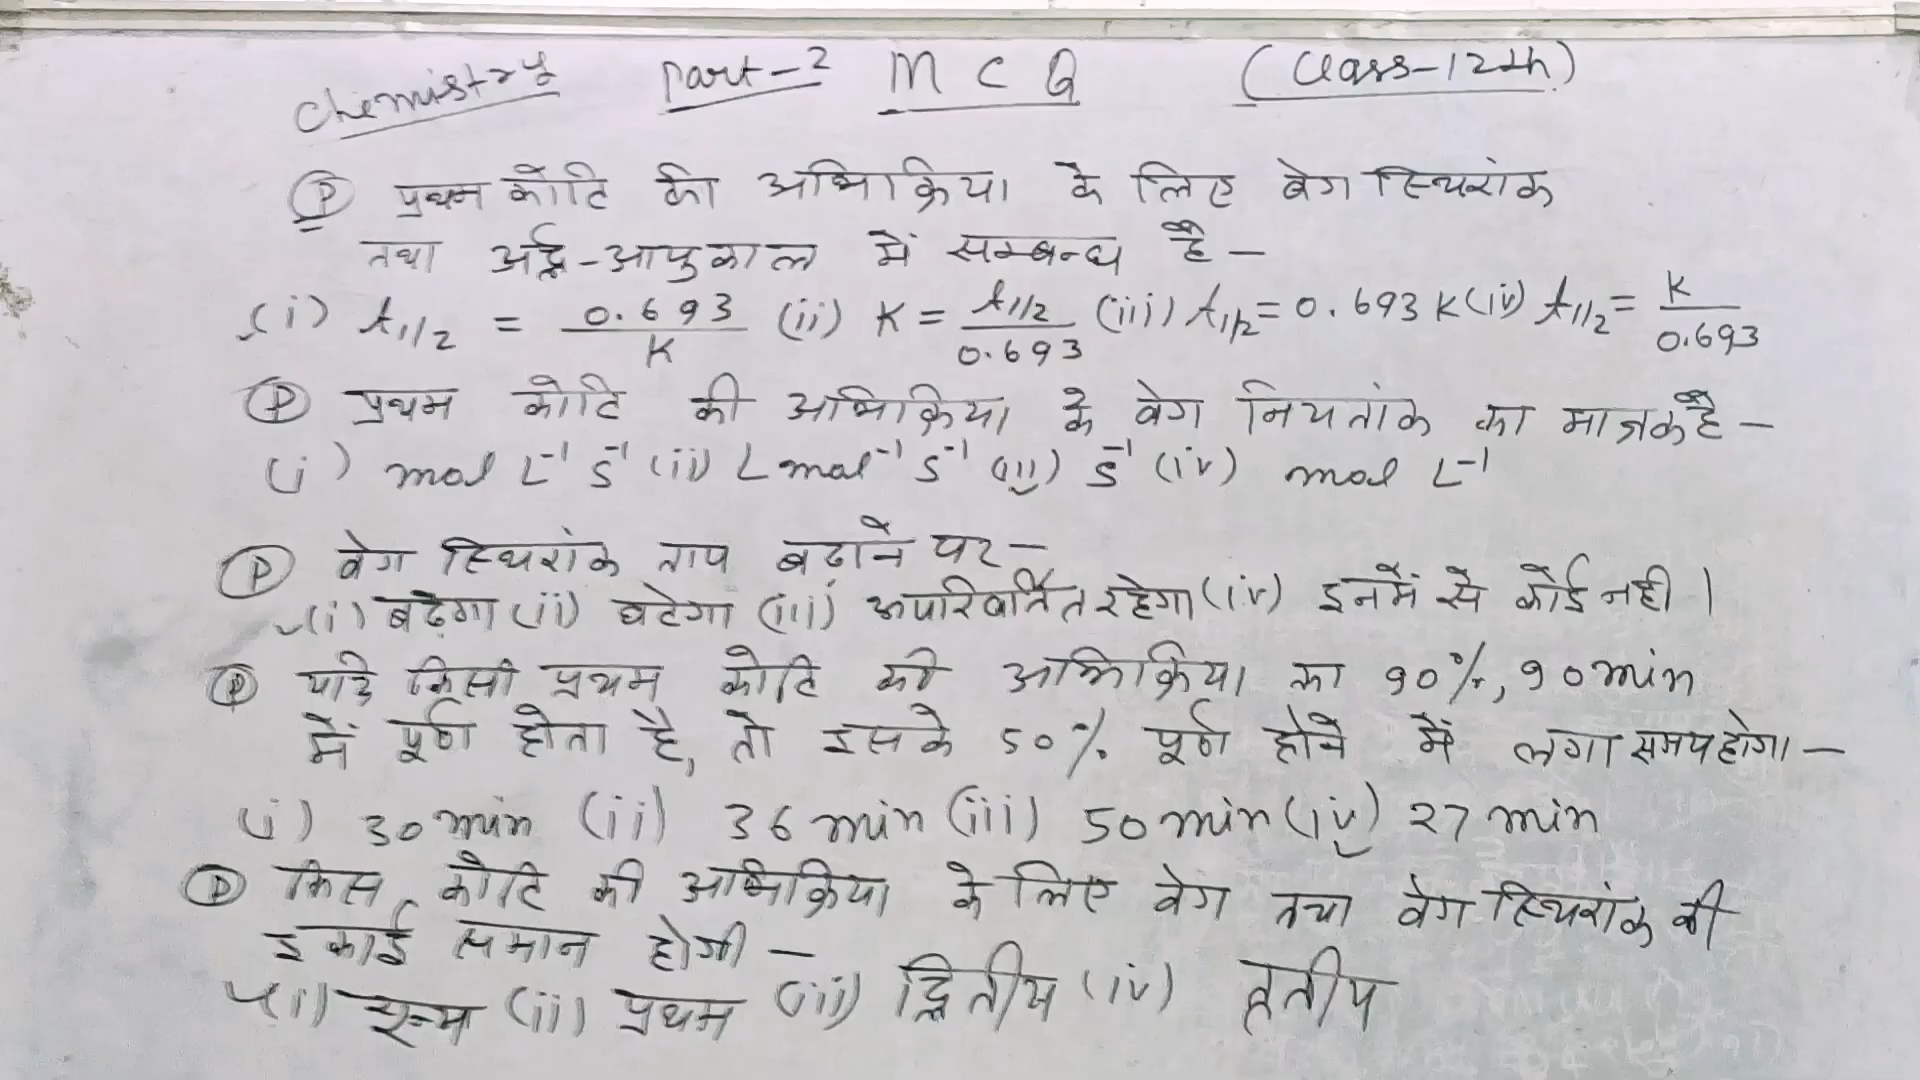 Chemistry Part-2 M C Q (Class-12th)
(P) प्रथम कोटि की अभिक्रिया के लिए वेग स्थिरांक
तथा अर्द्ध-आयुकाल में सम्बन्ध है –
(i) t1/2 = 0.693/K (ii) K = t1/2/0.693 (iii) t1/2 = 0.693 K (iv) t1/2 = K/0.693
(P) प्रथम कोटि की अभिक्रिया के वेग नियतांक का मात्रक है –
(i) mol L⁻¹ S⁻¹ (ii) L mol⁻¹ S⁻¹ (iii) S⁻¹ (iv) mol L⁻¹
(P) वेग स्थिरांक ताप बढाने पर –
(i) बढ़ेगा (ii) घटेगा (iii) अपरिवर्तित रहेगा (iv) इनमें से कोई नही ।
(P) यदि किसी प्रथम कोटि की अभिक्रिया का 90%, 90 min
में पूर्ण होता है, तो इसके 50% पूर्ण होने में लगा समय होगा –
(i) 30 min (ii) 36 min (iii) 50 min (iv) 27 min
(P) किस कोटि की अभिक्रिया के लिए वेग तथा वेग स्थिरांक की
इकाई समान होगी –
(i) शून्य (ii) प्रथम (iii) द्वितीय (iv) तृतीय